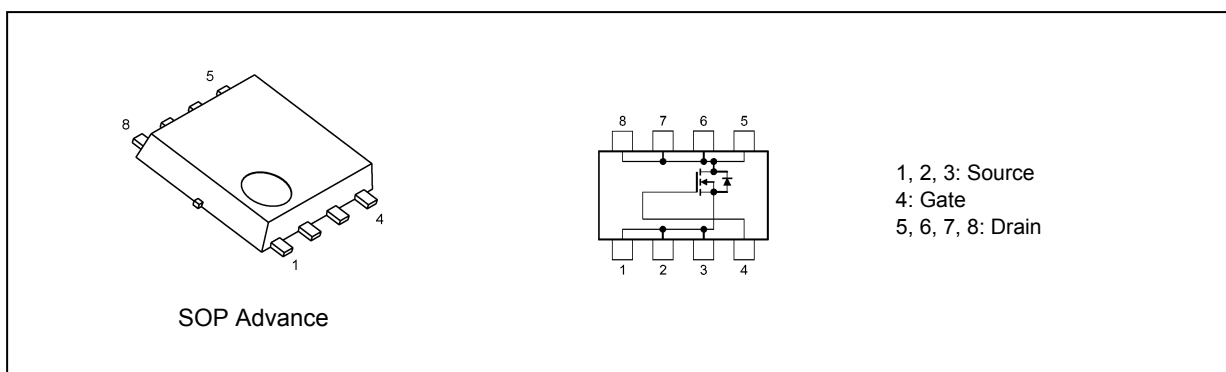 5
8
4
1
SOP Advance
8 7 6 5
1 2 3 4
1, 2, 3: Source
4: Gate
5, 6, 7, 8: Drain